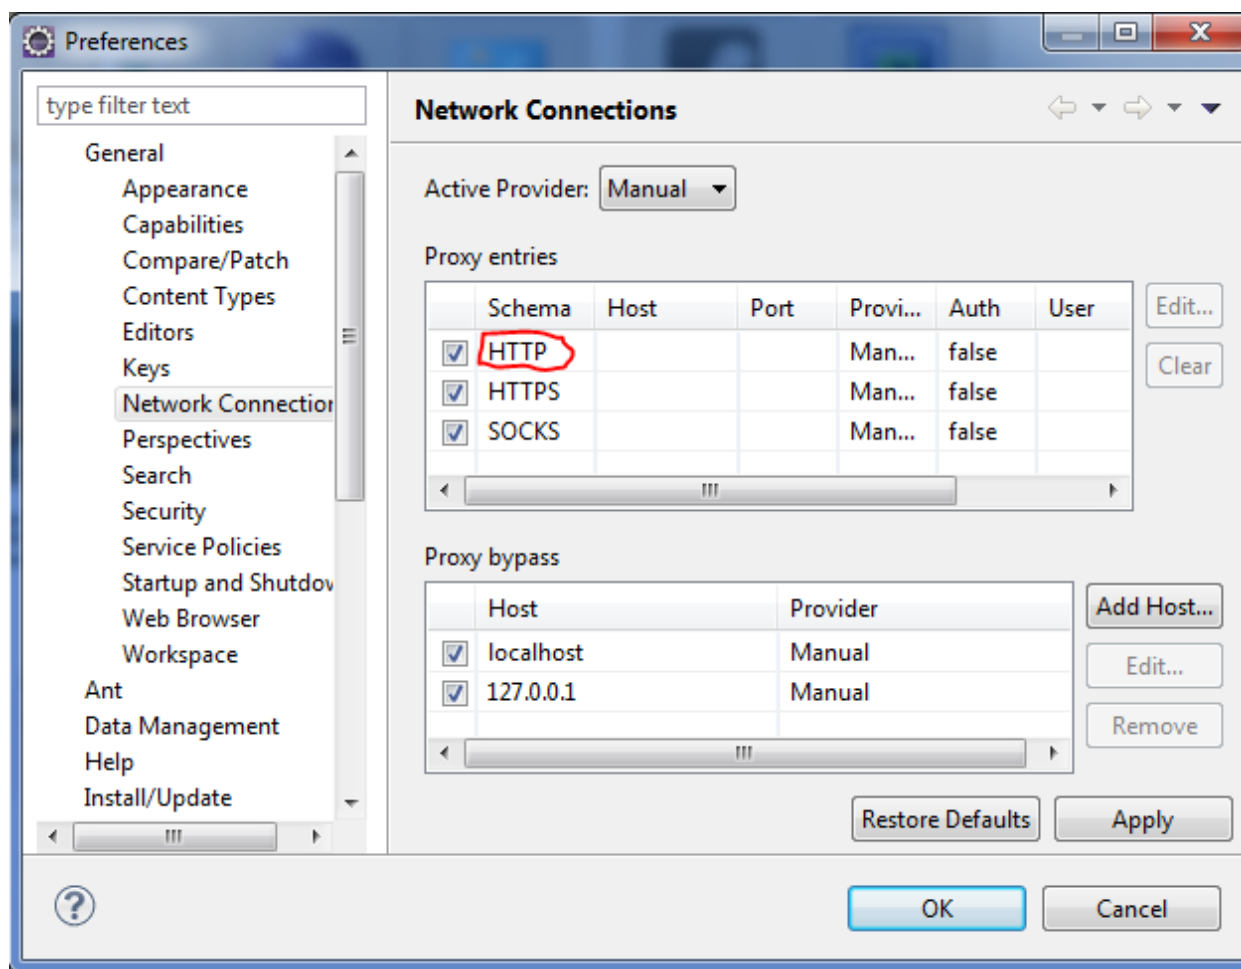 Preferences
type filter text
General
Appearance
Capabilities
Compare/Patch
Content Types
Editors
Keys
Network Connection
Perspectives
Search
Security
Service Policies
Startup and Shutdow
Web Browser
Workspace
Ant
Data Management
Help
Install/Update
Network Connections
Active Provider: Manual
Proxy entries
Schema Host Port Provi... Auth User
HTTP Man... false
HTTPS Man... false
SOCKS Man... false
Edit...
Clear
Proxy bypass
Host Provider
localhost Manual
127.0.0.1 Manual
Add Host...
Edit...
Remove
Restore Defaults Apply
? OK Cancel